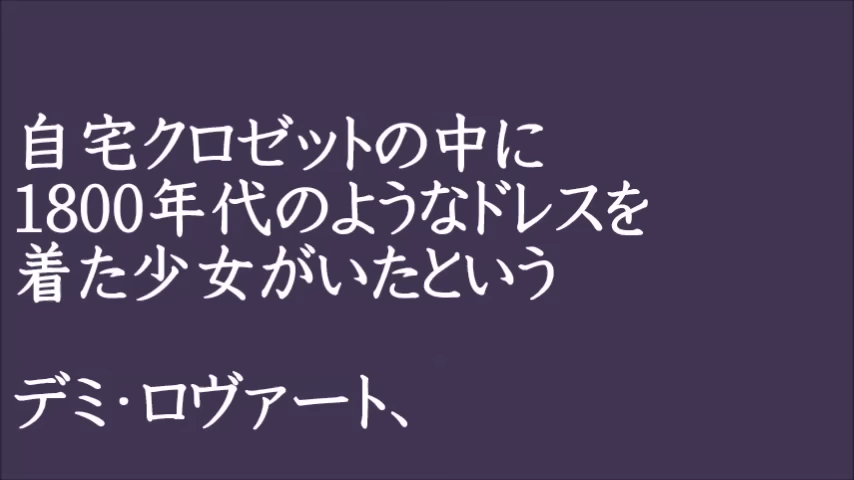 自宅クロゼットの中に
1800年代のようなドレスを
着た少女がいたという
デミ・ロヴァート、